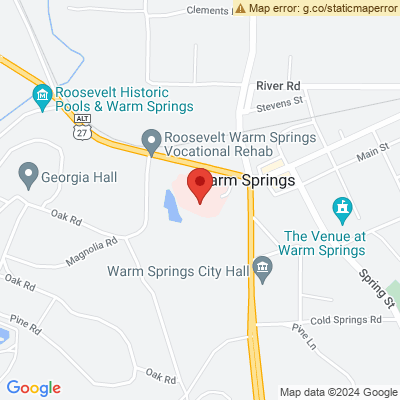 Map error: g.co/staticmaperror
Clements
River Rd
Stevens St
Roosevelt Historic
Pools & Warm Springs
ALT
27
Roosevelt Warm Springs
Vocational Rehab
Main St
Georgia Hall
arm Springs
Oak Rd
The Venue at
Warm Springs
Magnolia Rd
Warm Springs City Hall
Oak Rd
Spring St
Pine Rd
Cold Springs Rd
Pine Ln
Oak Rd
Google
Map data ©2024 Google